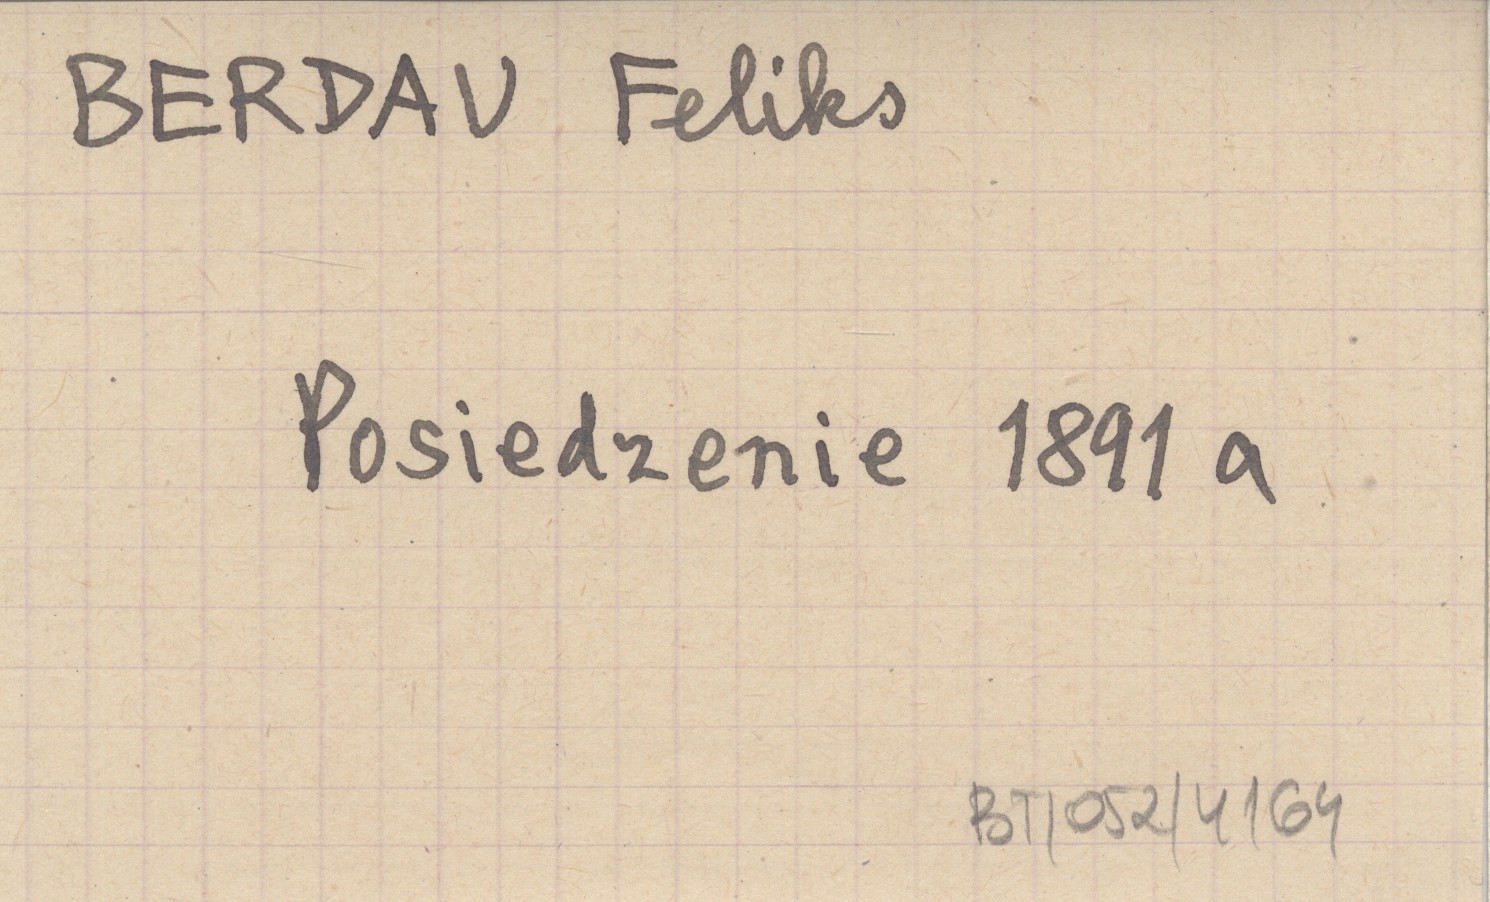 BERDAU Feliks
Posiedzenie 1891 a
BT/052/4164